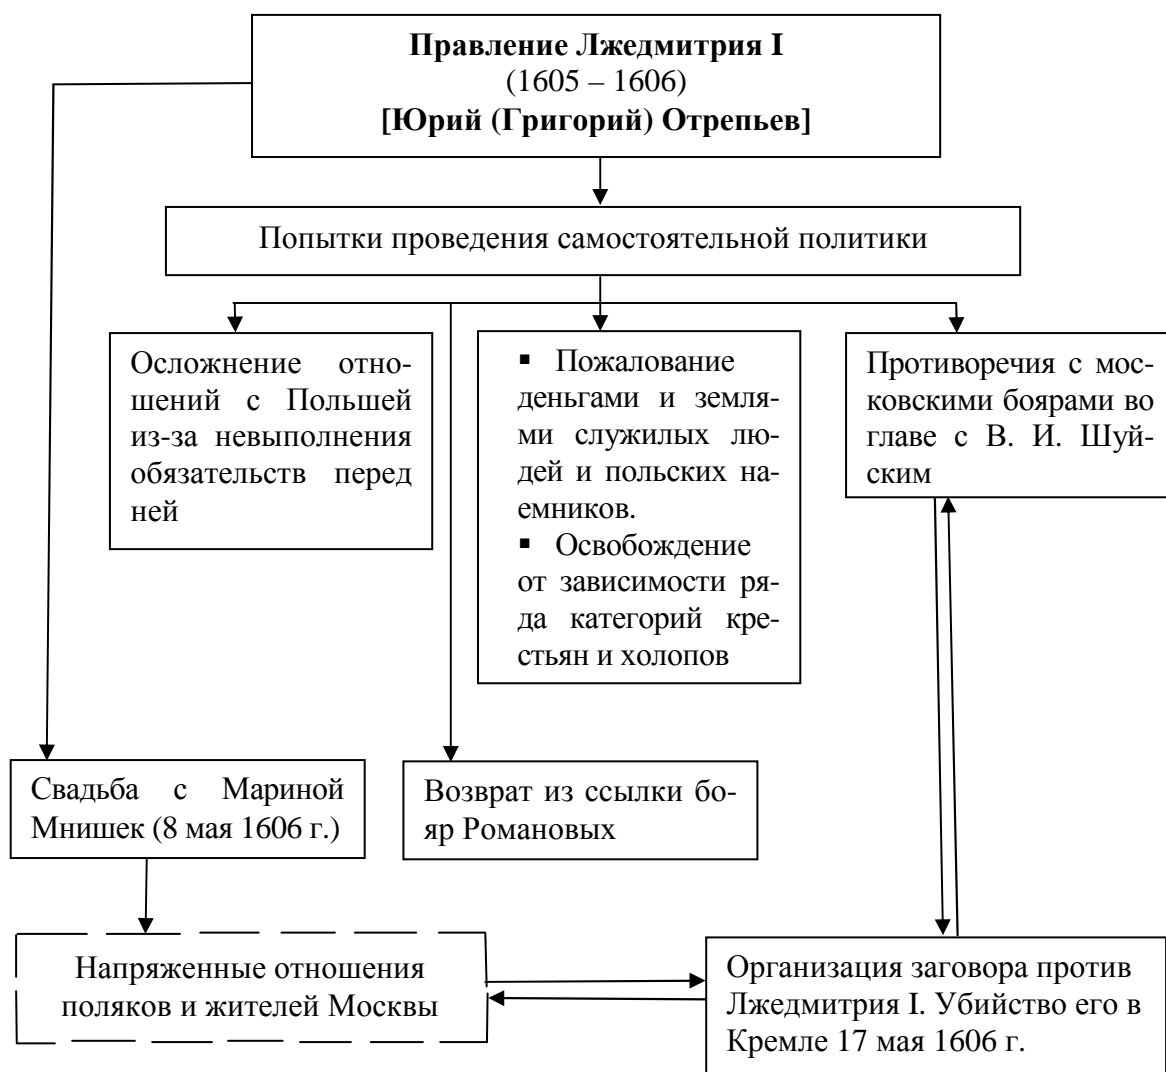 Правление Лжедмитрия I
(1605 – 1606)
[Юрий (Григорий) Отрепьев]
Попытки проведения самостоятельной политики
Осложнение отно-
шений с Польшей
из-за невыполнения
обязательств перед
ней
▪ Пожалование
деньгами и земля-
ми служилых лю-
дей и польских на-
емников.
▪ Освобождение
от зависимости ря-
да категорий кре-
стьян и холопов
Противоречия с мос-
ковскими боярами во
главе с В. И. Шуй-
ским
Свадьба с Мариной
Мнишек (8 мая 1606 г.)
Возврат из ссылки бо-
яр Романовых
Напряженные отношения
поляков и жителей Москвы
Организация заговора против
Лжедмитрия I. Убийство его в
Кремле 17 мая 1606 г.